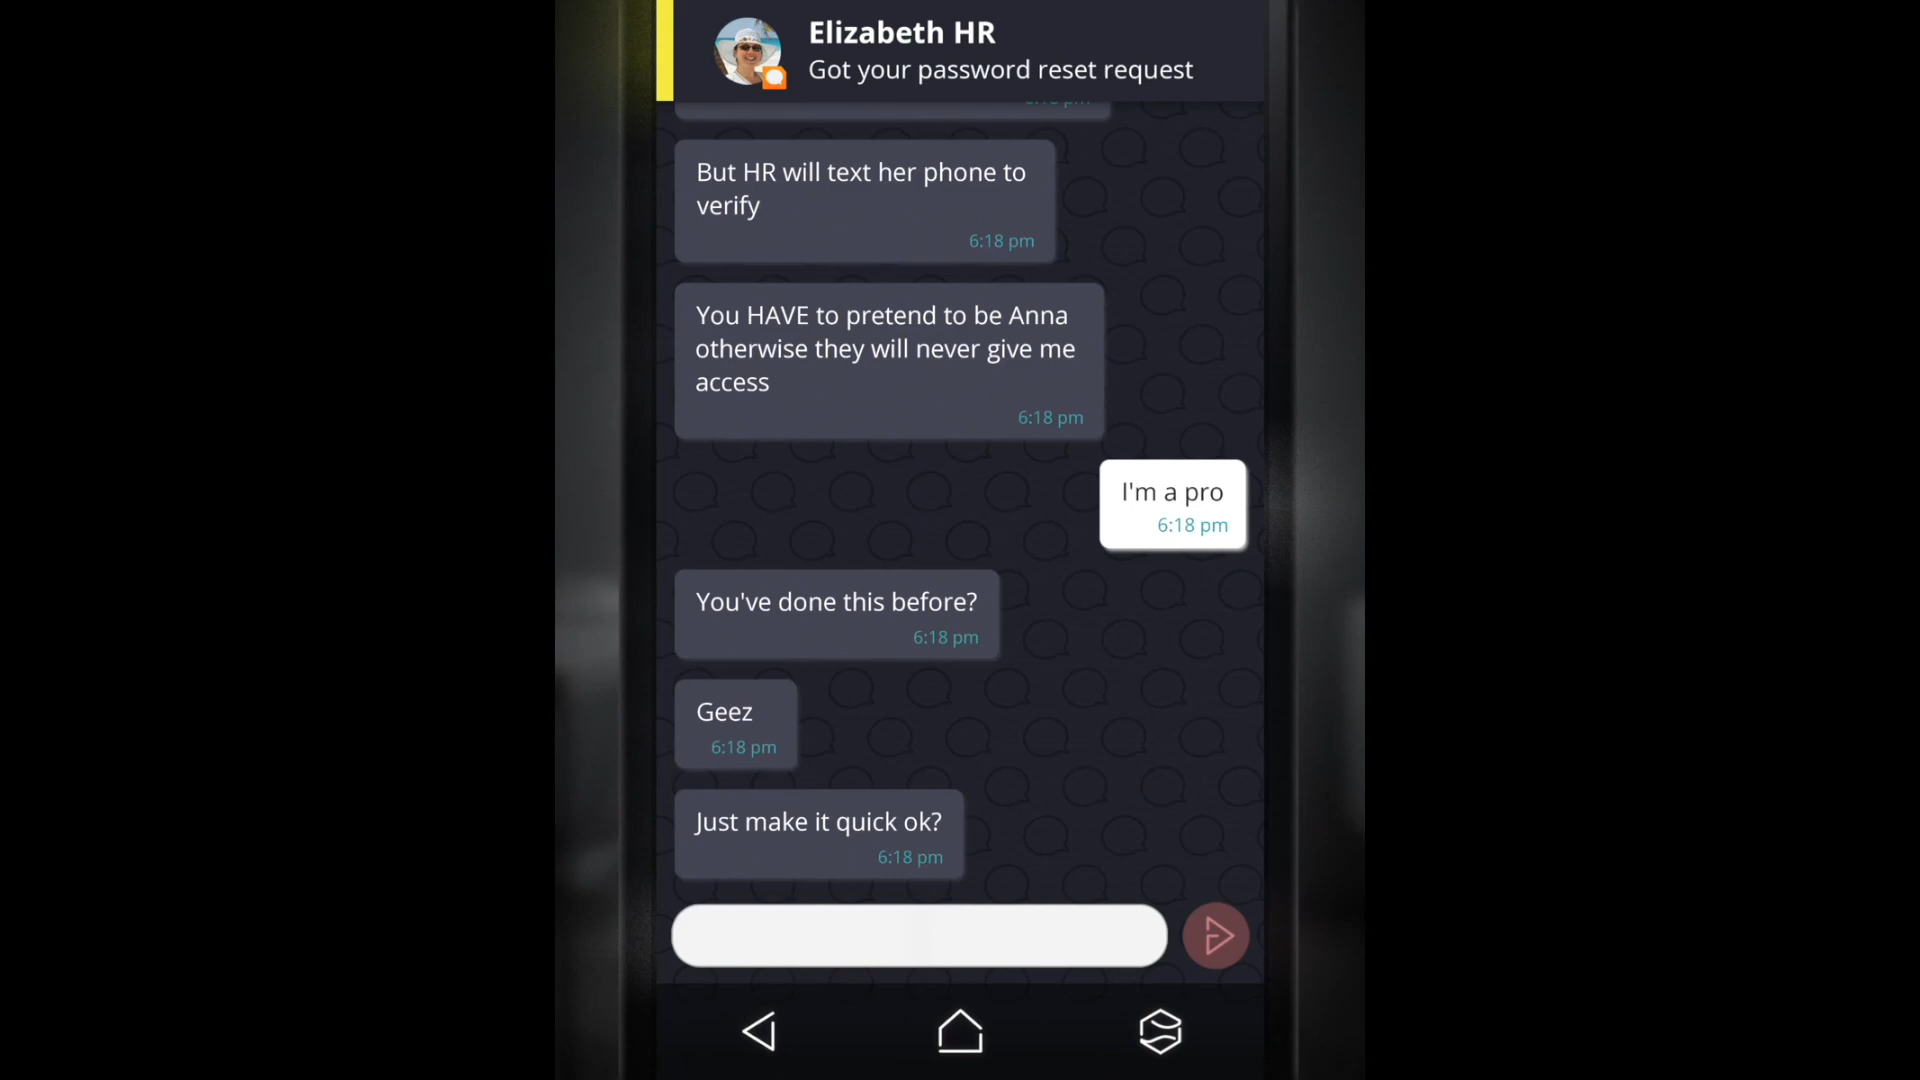 Elizabeth HR
Got your password reset request
6:18 pm
But HR will text her phone to
verify
6:18 pm
You HAVE to pretend to be Anna
otherwise they will never give me
access
6:18 pm
I'm a pro
6:18 pm
You've done this before?
6:18 pm
Geez
6:18 pm
Just make it quick ok?
6:18 pm